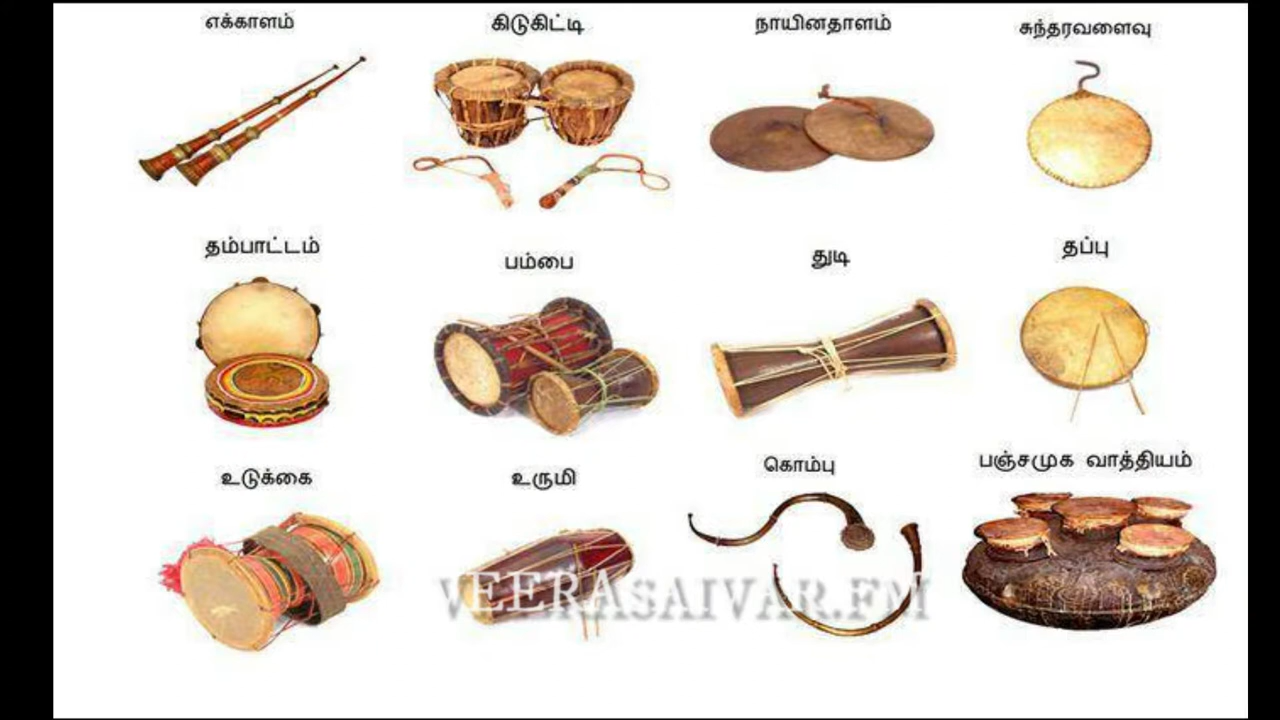 எக்காளம்
கிடுகிட்டி
நாயினதாளம்
சுந்தரவளைவு
தம்பாட்டம்
பம்பை
துடி
தப்பு
உடுக்கை
உருமி
கொம்பு
பஞ்சமுக வாத்தியம்
VEERASAIVAR.FM